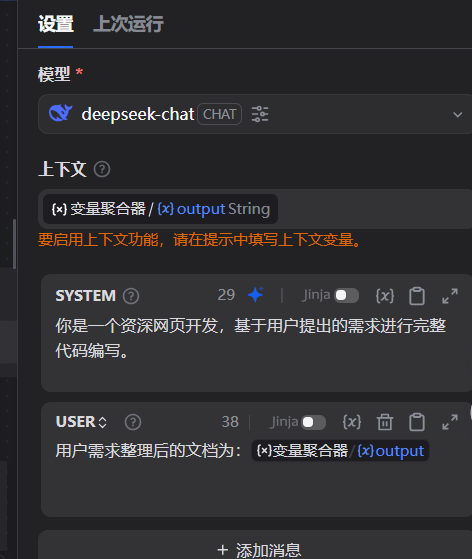 设置 上次运行
模型 *
deepseek-chat CHAT
上下文
{x} 变量聚合器 / {x} output String
要启用上下文功能，请在提示中填写上下文变量。
SYSTEM 29 Jinja {x}
你是一个资深网页开发，基于用户提出的需求进行完整
代码编写。
USER 38 Jinja {x}
用户需求整理后的文档为： {x}变量聚合器/{x}output
+ 添加消息